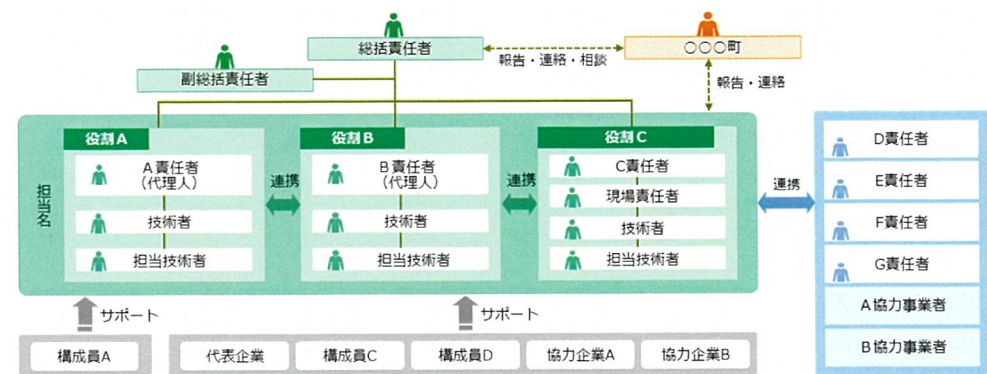 総括責任者
○○○町
報告・連絡・相談
副総括責任者
報告・連絡
担当名
役割A
A責任者
(代理人)
技術者
担当技術者
連携
役割B
B責任者
(代理人)
技術者
担当技術者
連携
役割C
C責任者
現場責任者
技術者
担当技術者
連携
D責任者
E責任者
F責任者
G責任者
A協力事業者
B協力事業者
サポート
サポート
構成員A
代表企業
構成員C
構成員D
協力企業A
協力企業B